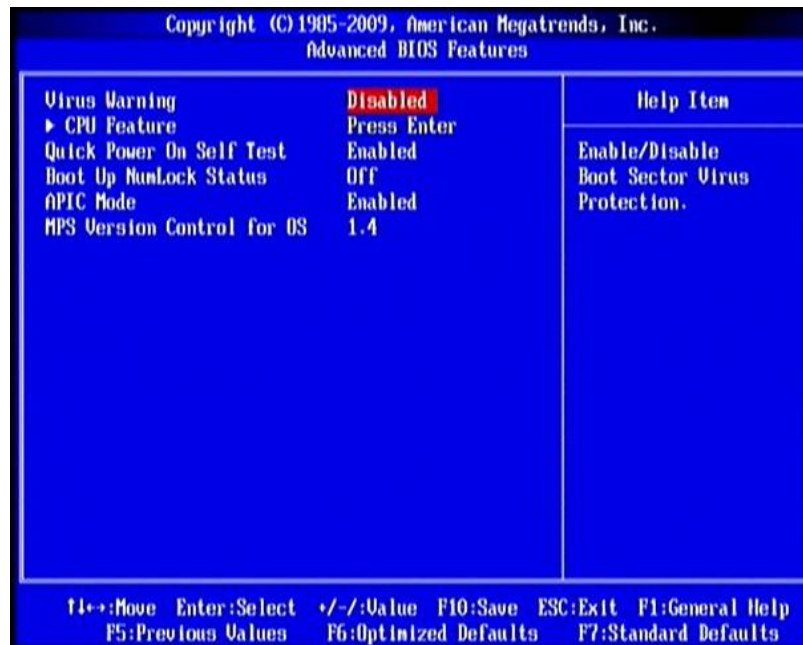 Copyright (C)1985-2009, American Megatrends, Inc.
Advanced BIOS Features
Virus Warning Disabled
▶ CPU Feature Press Enter
Quick Power On Self Test Enabled
Boot Up NumLock Status Off
APIC Mode Enabled
MPS Version Control for OS 1.4
Help Item
Enable/Disable
Boot Sector Virus
Protection.
↑↓←→:Move Enter:Select +/-/:Value F10:Save ESC:Exit F1:General Help
F5:Previous Values F6:Optimized Defaults F7:Standard Defaults